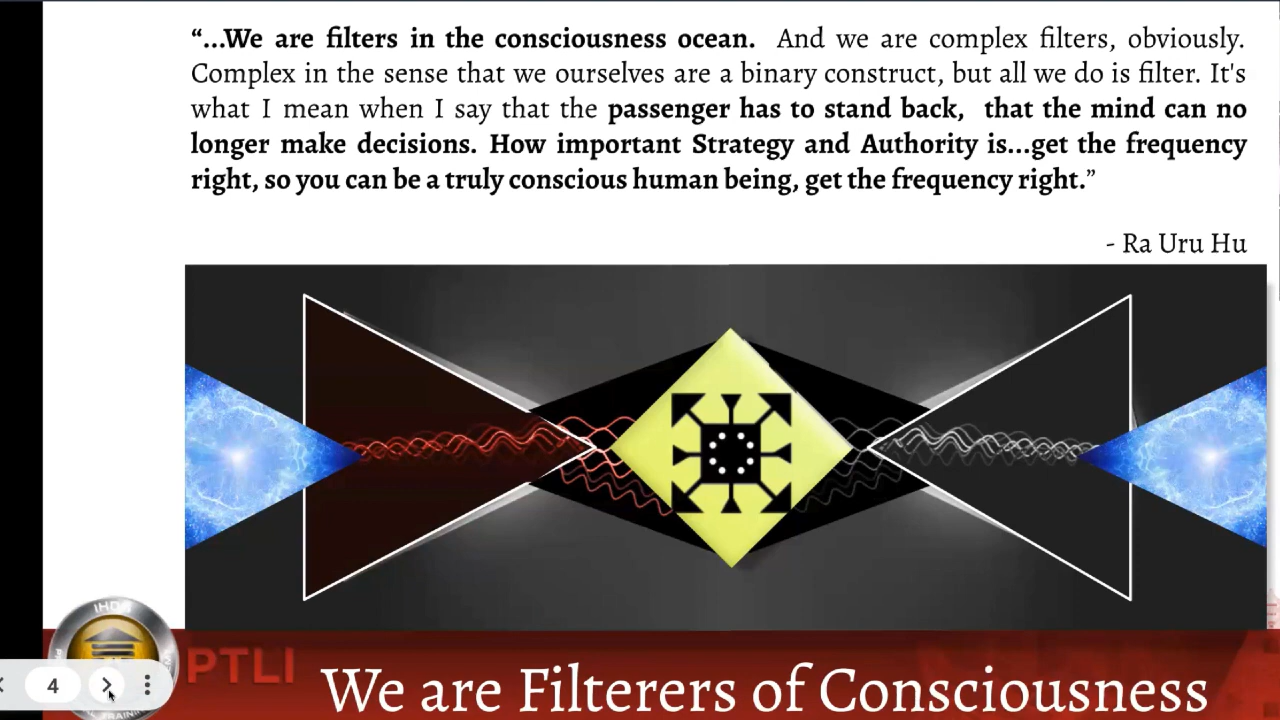 “...We are filters in the consciousness ocean. And we are complex filters, obviously.
Complex in the sense that we ourselves are a binary construct, but all we do is filter. It's
what I mean when I say that the passenger has to stand back, that the mind can no
longer make decisions. How important Strategy and Authority is...get the frequency
right, so you can be a truly conscious human being, get the frequency right.”
- Ra Uru Hu
IHDS
PTLI
4
We are Filterers of Consciousness